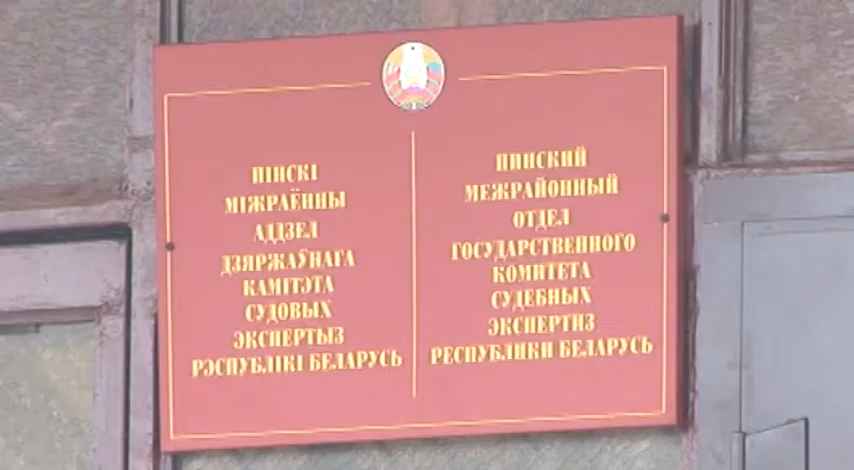 ПІНСКІ
МІЖРАЁННЫ
АДДЗЕЛ
ДЗЯРЖАЎНАГА
КАМІТЭТА
СУДОВЫХ
ЭКСПЕРТЫЗ
РЭСПУБЛІКІ БЕЛАРУСЬ
ПИНСКИЙ
МЕЖРАЙОННЫЙ
ОТДЕЛ
ГОСУДАРСТВЕННОГО
КОМИТЕТА
СУДЕБНЫХ
ЭКСПЕРТИЗ
РЕСПУБЛИКИ БЕЛАРУСЬ